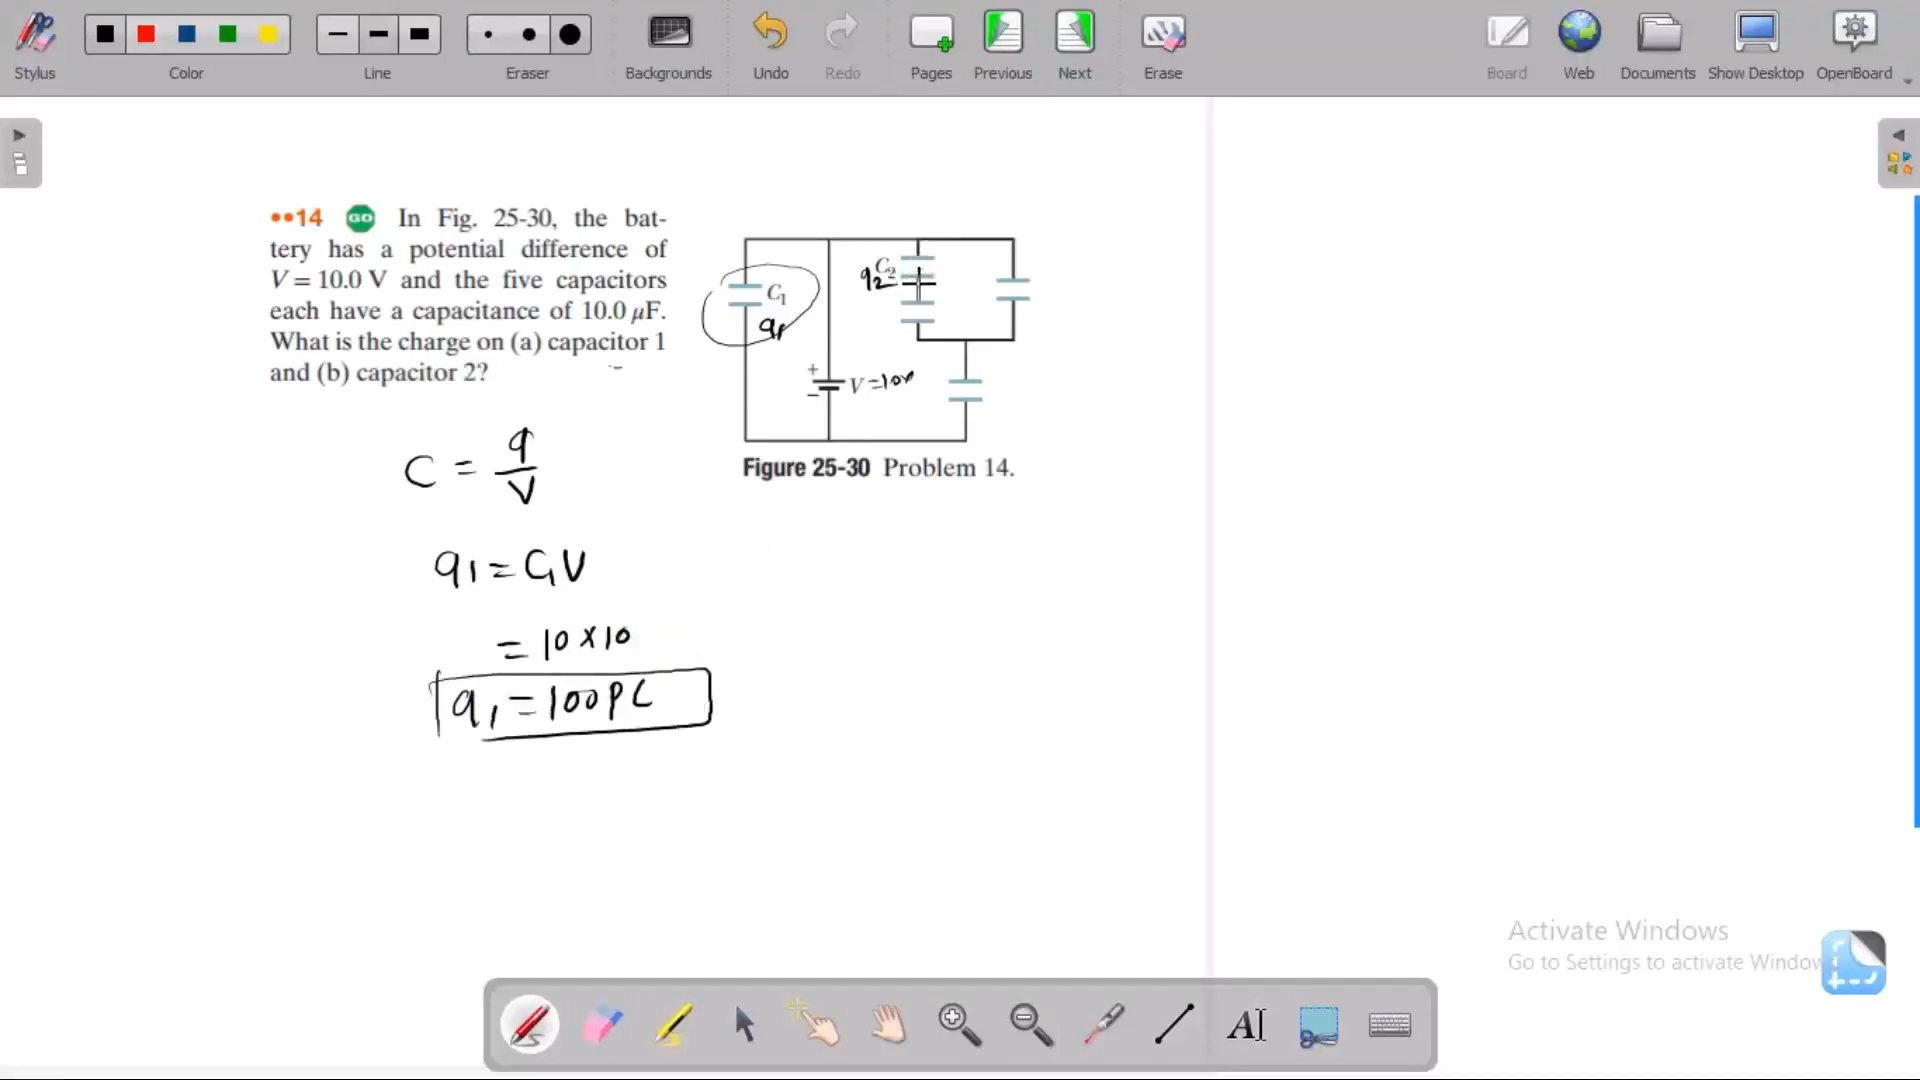 Stylus
Color
Line
Eraser
Backgrounds
Undo
Redo
Pages
Previous
Next
Erase
Board
Web
Documents
Show Desktop
OpenBoard
••14 GO In Fig. 25-30, the bat-
tery has a potential difference of
V = 10.0 V and the five capacitors
each have a capacitance of 10.0 μF.
What is the charge on (a) capacitor 1
and (b) capacitor 2?
C1
q1
q2 C2
+
−
V =10V
Figure 25-30 Problem 14.
C = q/V
q1 = C1V
= 10 × 10
q1 = 100 μC
Activate Windows
Go to Settings to activate Window
AI